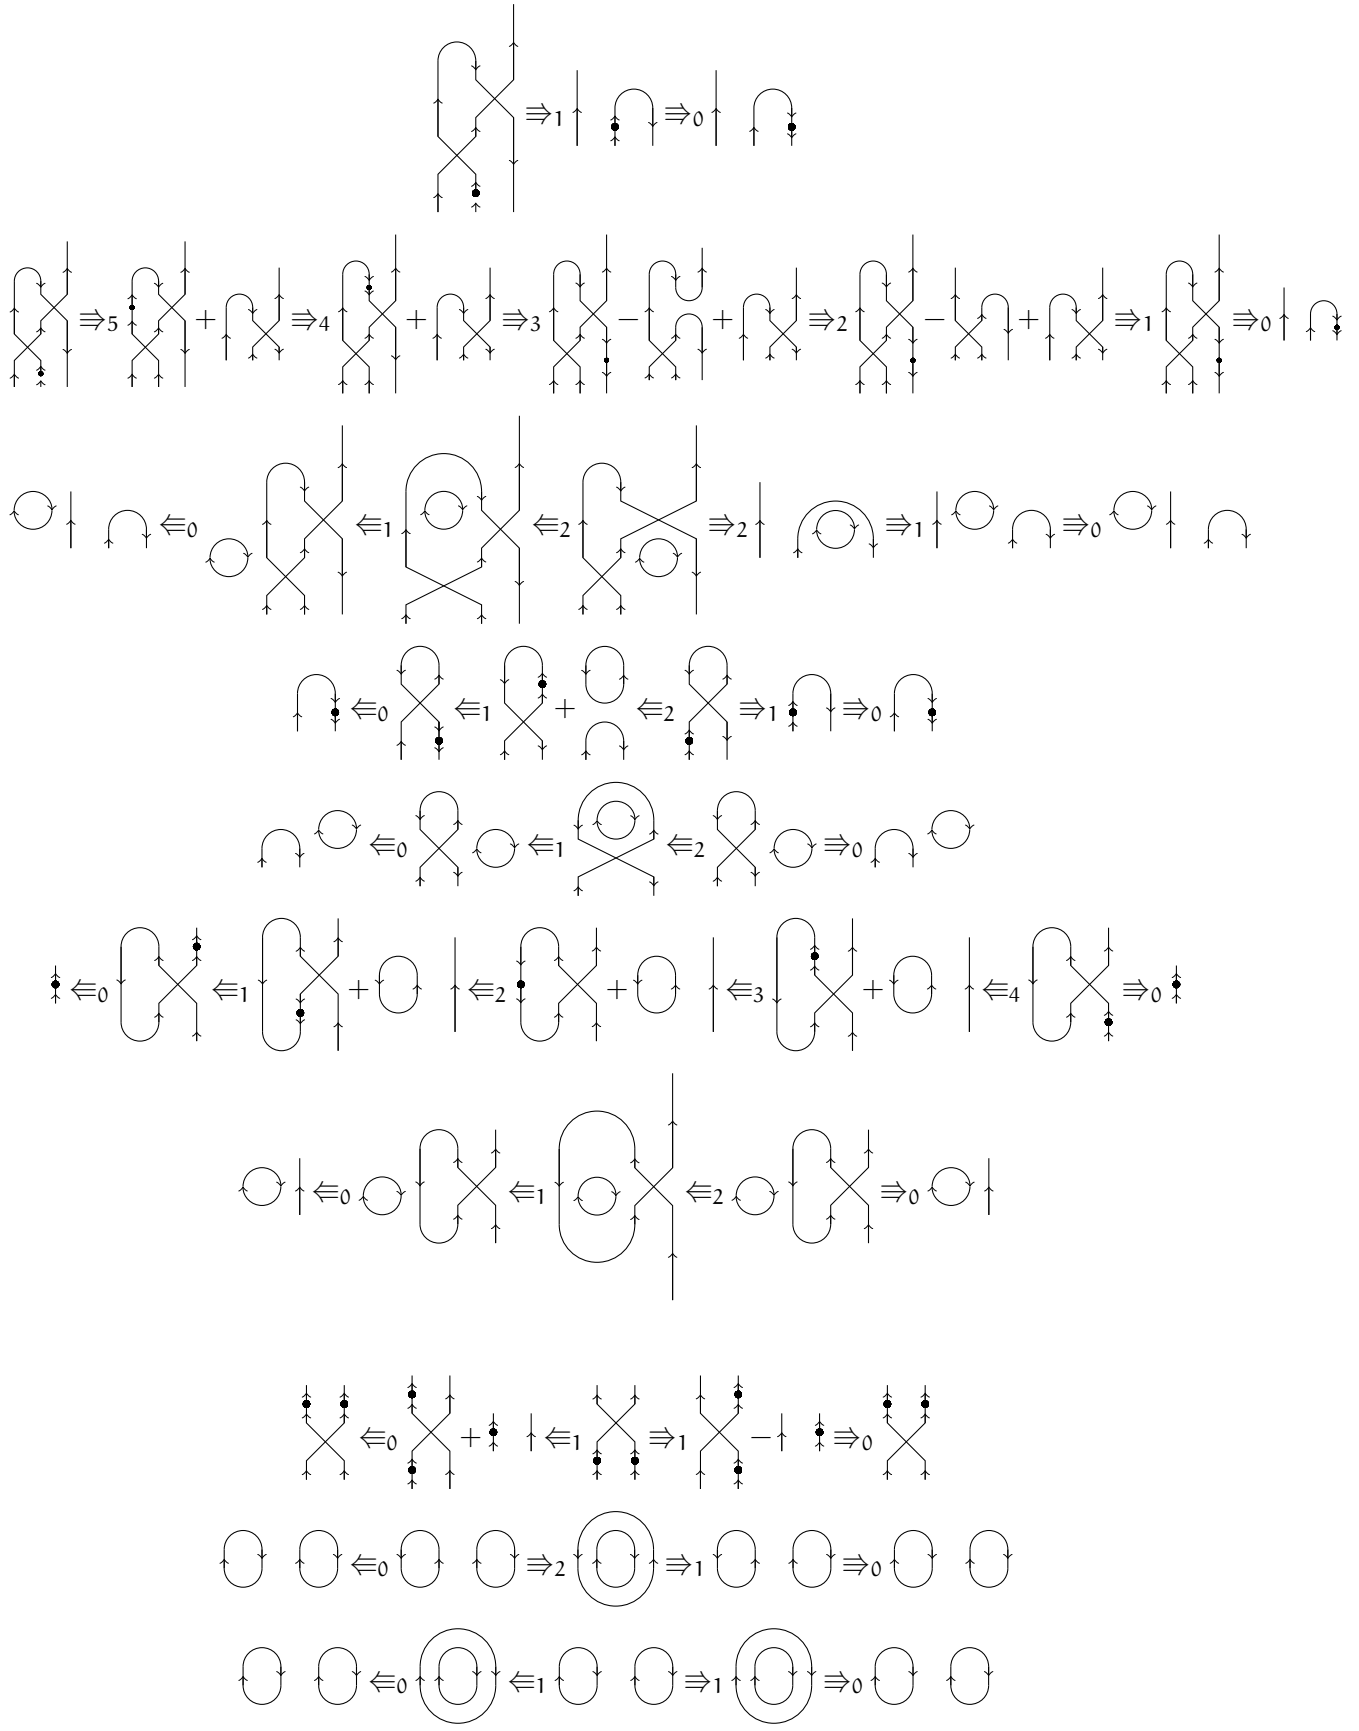 ⇛1 ⇛0
⇛5 + ⇛4 + ⇛3 − + ⇛2 − + ⇛1 ⇛0
⇚0 ⇚1 ⇚2 ⇛2 ⇛1 ⇛0
⇚0 ⇚1 + ⇚2 ⇛1 ⇛0
⇚0 ⇚1 ⇚2 ⇛0
⇚0 ⇚1 + ⇚2 + ⇚3 + ⇚4 ⇛0
⇚0 ⇚1 ⇚2 ⇛0
⇚0 + ⇚1 ⇛1 − ⇛0
⇚0 ⇛2 ⇛1 ⇛0
⇚0 ⇚1 ⇛1 ⇛0